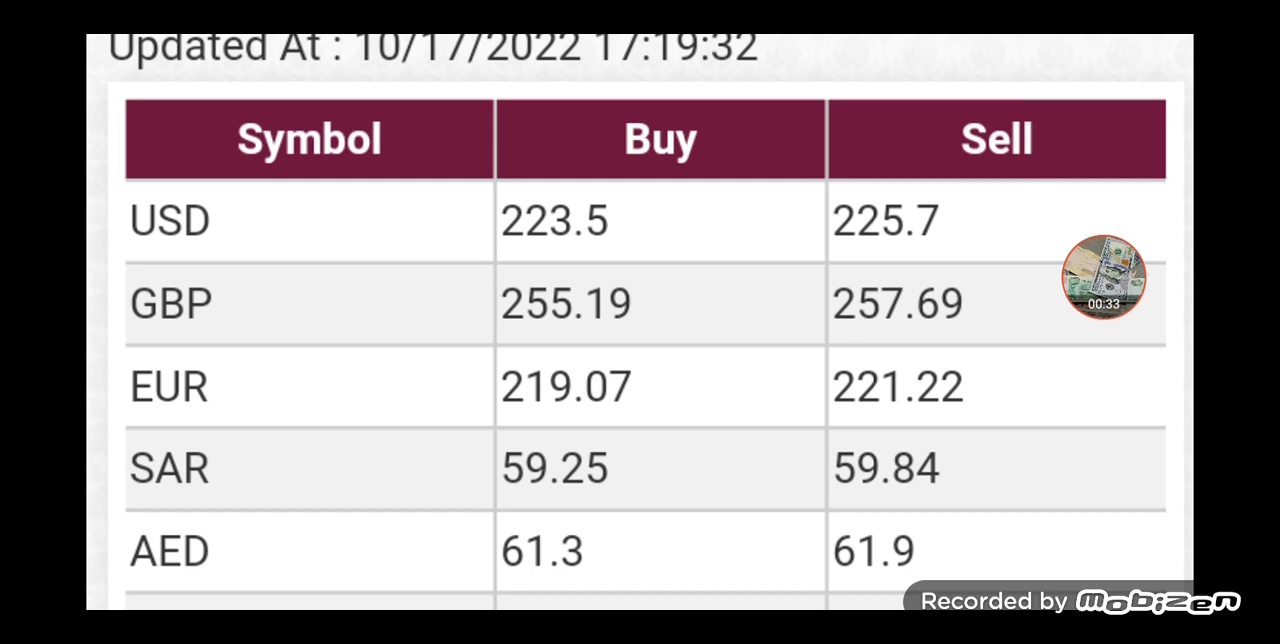 Updated At : 10/17/2022 17:19:32
Symbol Buy Sell
USD 223.5 225.7
GBP 255.19 257.69
00:33
EUR 219.07 221.22
SAR 59.25 59.84
AED 61.3 61.9
Recorded by mobizen